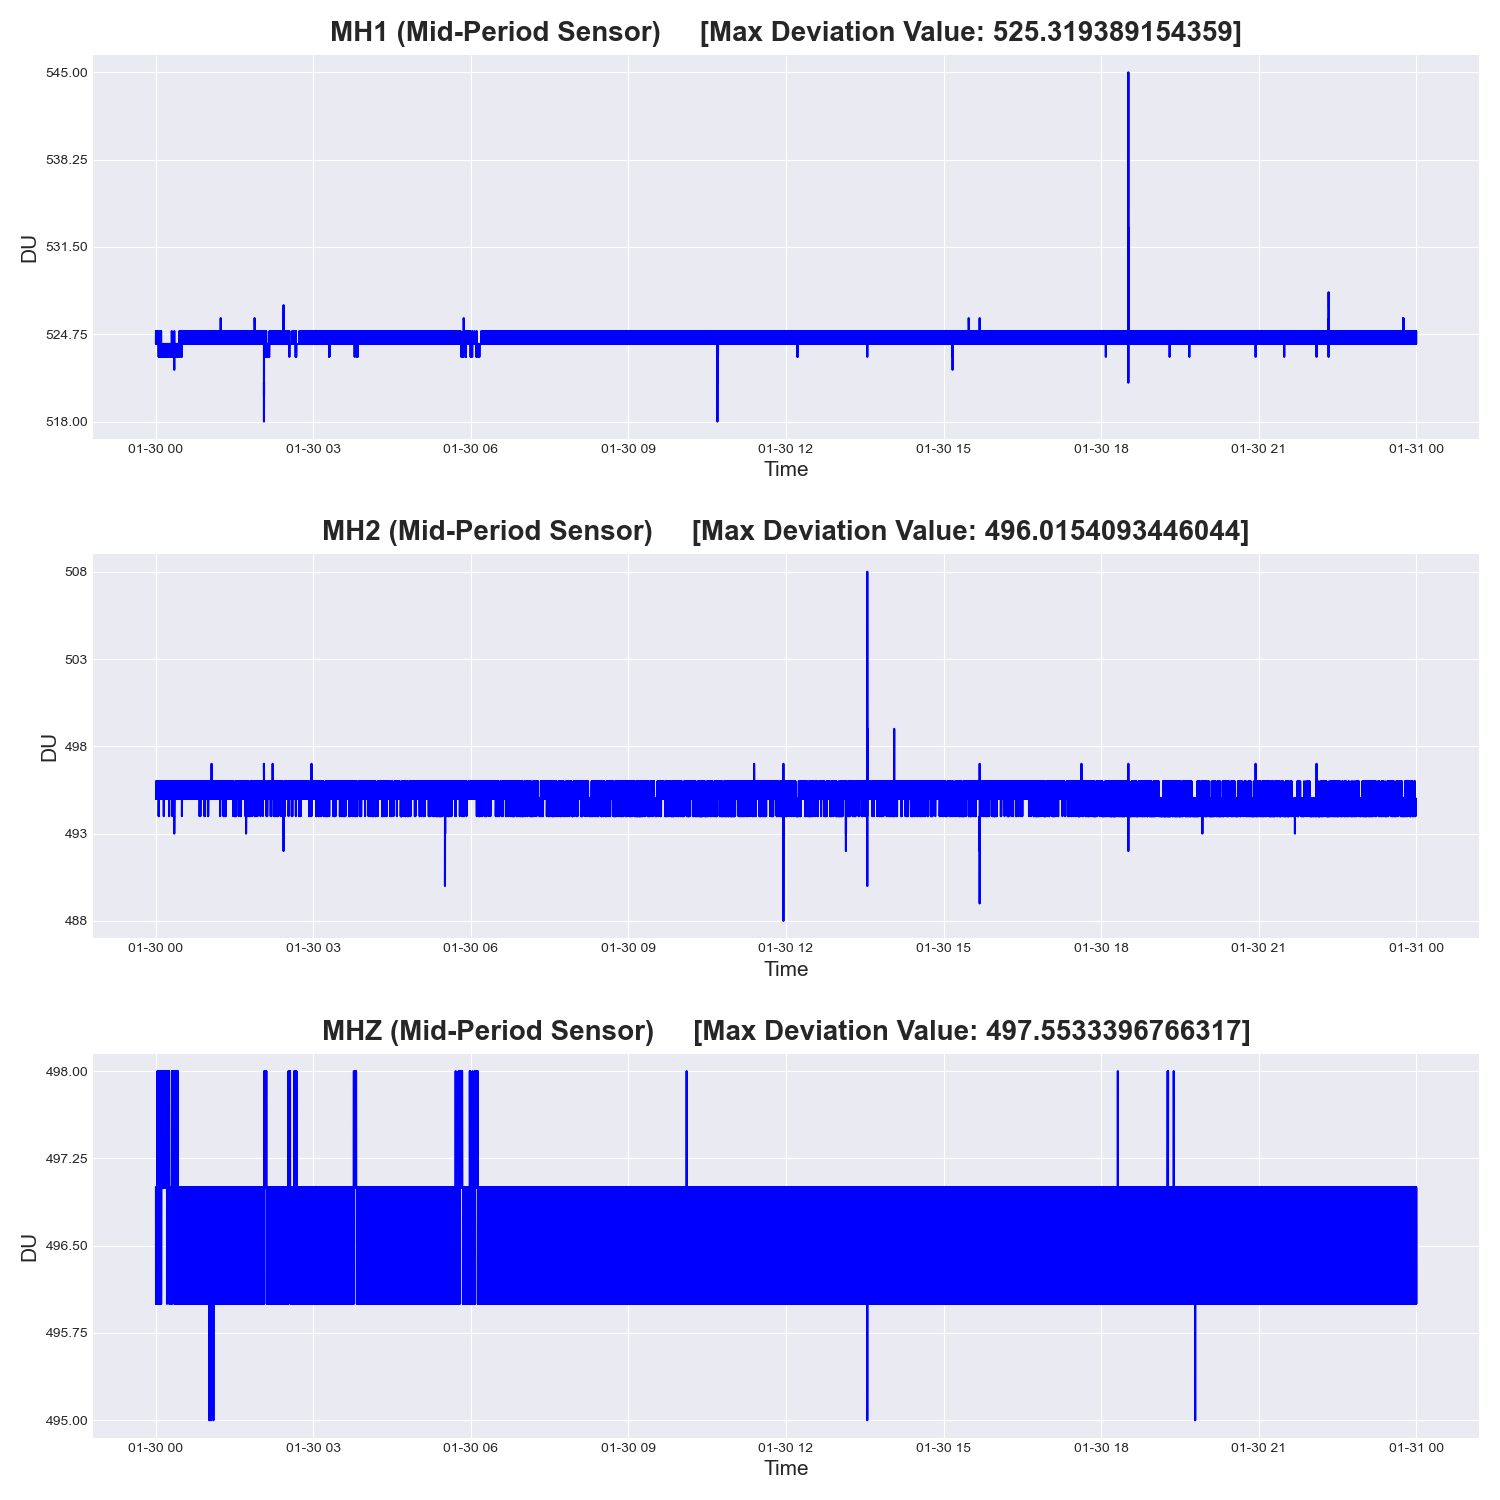 MH1 (Mid-Period Sensor) [Max Deviation Value: 525.319389154359]
545.00
538.25
531.50
524.75
518.00
DU
01-30 00 01-30 03 01-30 06 01-30 09 01-30 12 01-30 15 01-30 18 01-30 21 01-31 00
Time
MH2 (Mid-Period Sensor) [Max Deviation Value: 496.0154093446044]
508
503
498
493
488
DU
01-30 00 01-30 03 01-30 06 01-30 09 01-30 12 01-30 15 01-30 18 01-30 21 01-31 00
Time
MHZ (Mid-Period Sensor) [Max Deviation Value: 497.5533396766317]
498.00
497.25
496.50
495.75
495.00
DU
01-30 00 01-30 03 01-30 06 01-30 09 01-30 12 01-30 15 01-30 18 01-30 21 01-31 00
Time